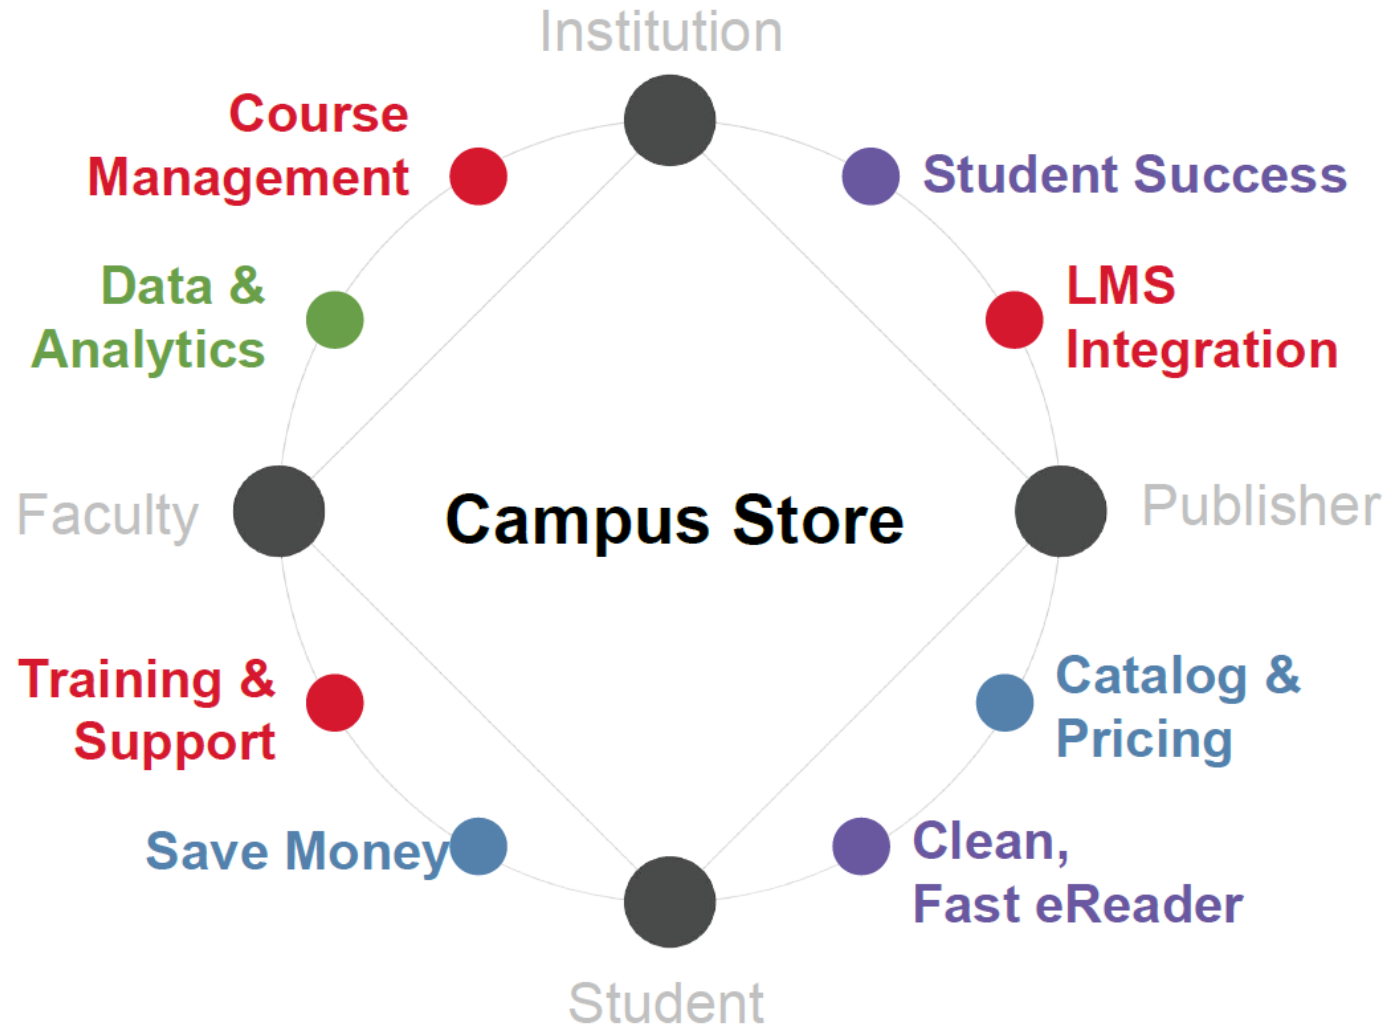 Institution
Course
Management
Student Success
Data &
Analytics
LMS
Integration
Faculty
Campus Store
Publisher
Training &
Support
Catalog &
Pricing
Save Money
Clean,
Fast eReader
Student